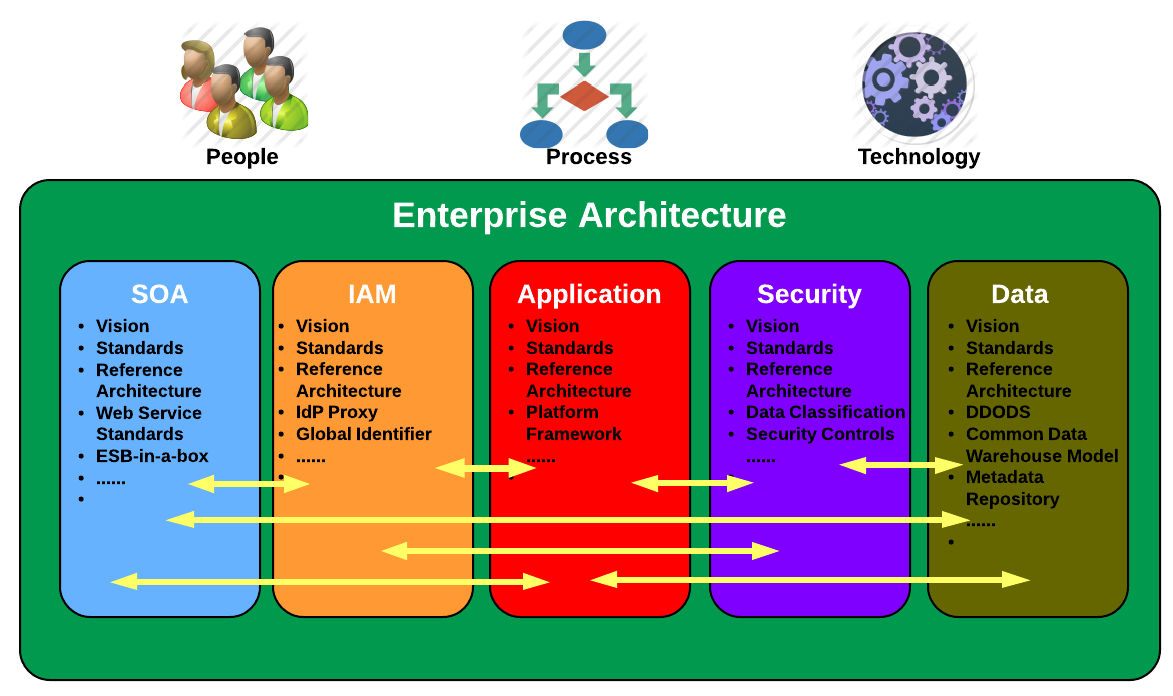 People
Process
Technology
Enterprise Architecture
SOA
• Vision
• Standards
• Reference
Architecture
• Web Service
Standards
• ESB-in-a-box
• ......
•
IAM
• Vision
• Standards
• Reference
Architecture
• IdP Proxy
• Global Identifier
• ......
•
Application
• Vision
• Standards
• Reference
Architecture
• Platform
Framework
• ......
•
Security
• Vision
• Standards
• Reference
Architecture
• Data Classification
• Security Controls
• ......
Data
• Vision
• Standards
• Reference
Architecture
• DDODS
• Common Data
Warehouse Model
• Metadata
Repository
• ......
•